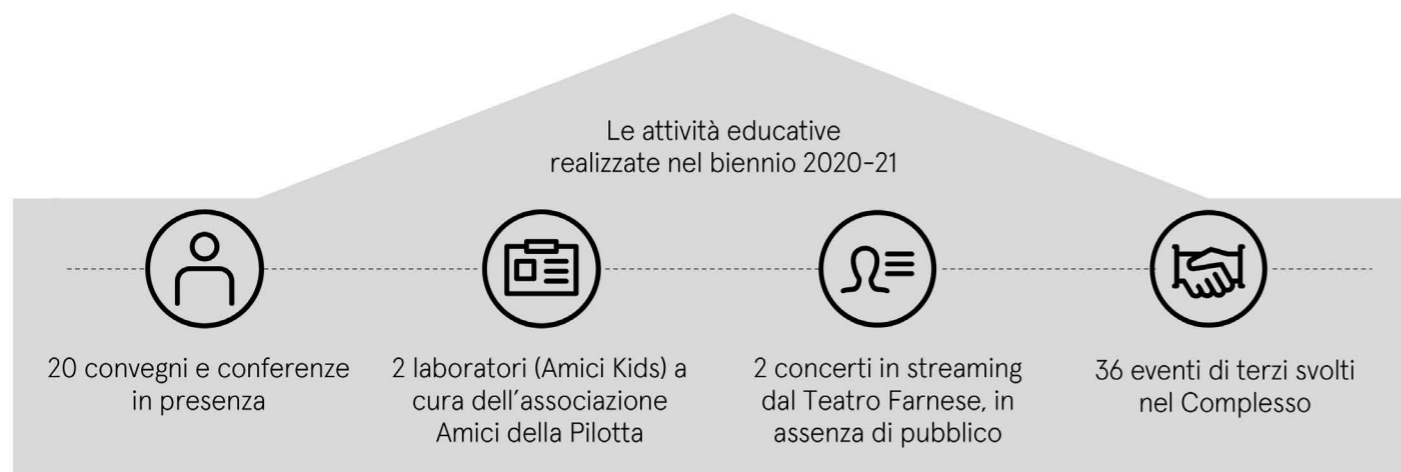 Le attività educative
realizzate nel biennio 2020-21
20 convegni e conferenze
in presenza
2 laboratori (Amici Kids) a
cura dell'associazione
Amici della Pilotta
2 concerti in streaming
dal Teatro Farnese, in
assenza di pubblico
36 eventi di terzi svolti
nel Complesso